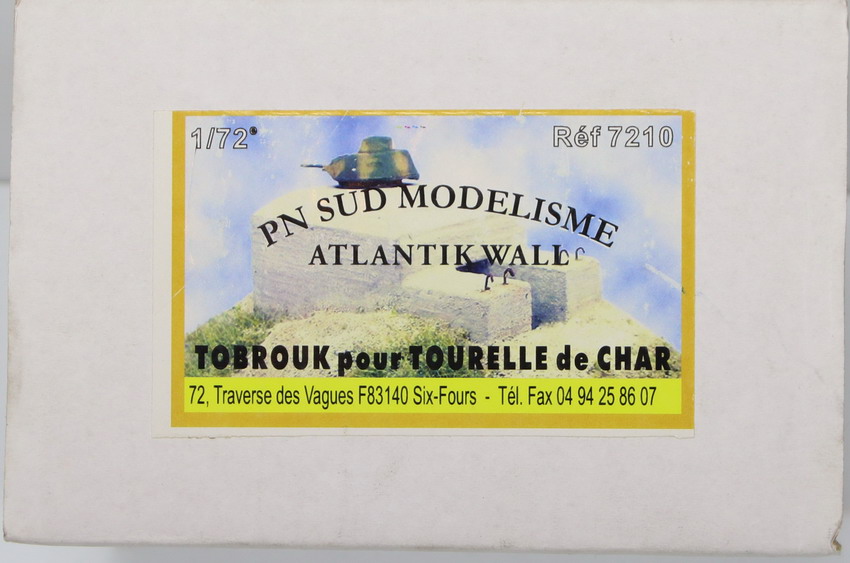 1/72e
Réf 7210
PN SUD MODELISME
ATLANTIK WALL
TOBROUK pour TOURELLE de CHAR
72, Traverse des Vagues F83140 Six-Fours - Tél. Fax 04 94 25 86 07